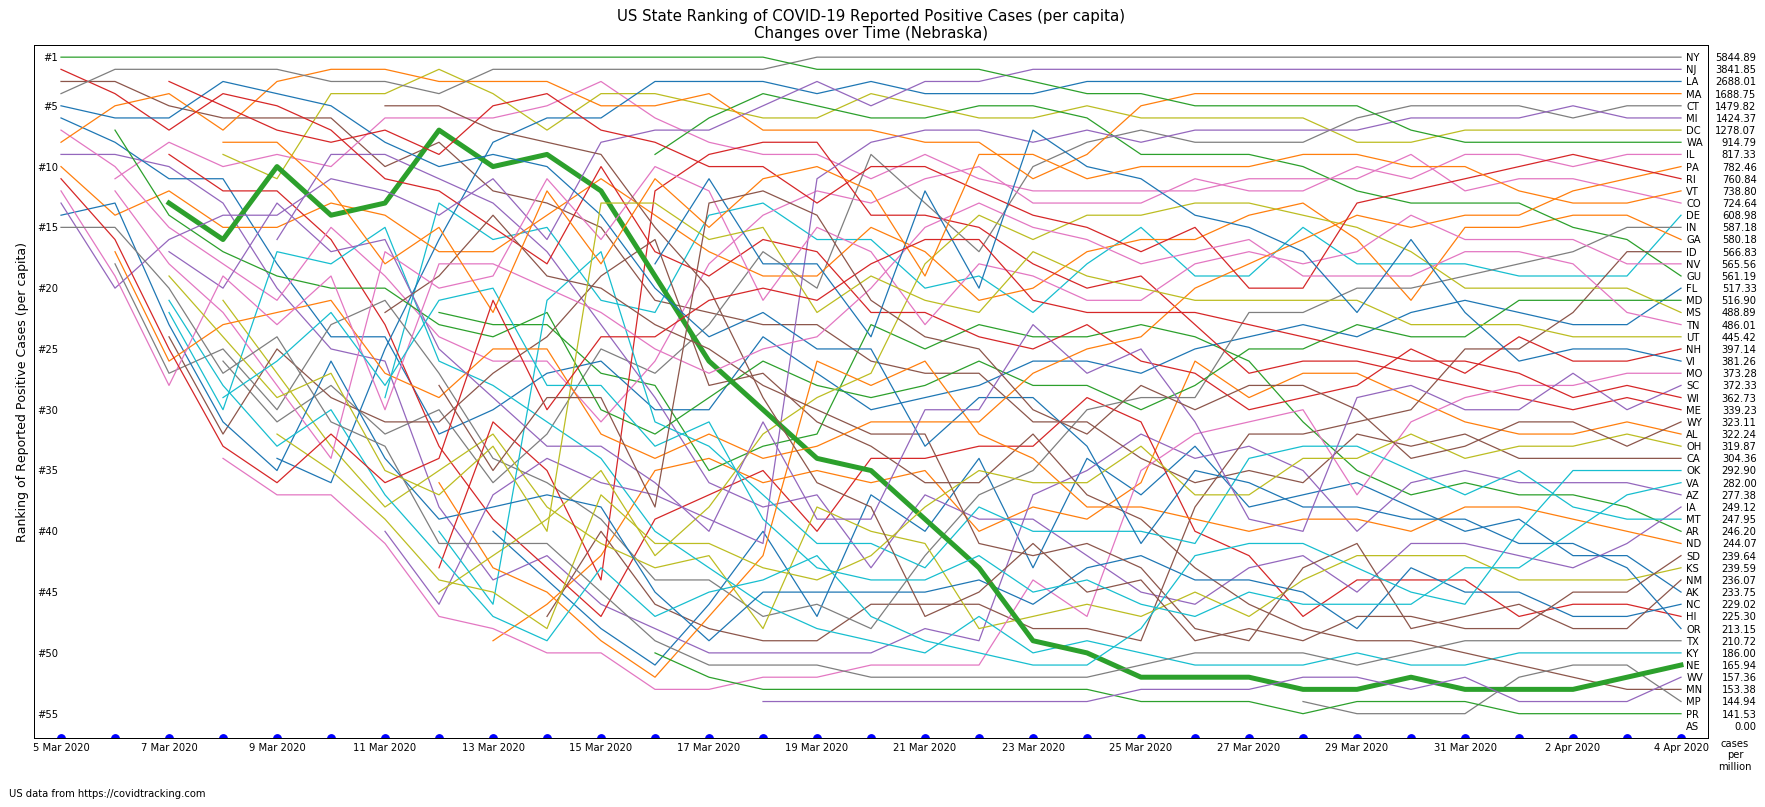 US State Ranking of COVID-19 Reported Positive Cases (per capita)
Changes over Time (Nebraska)
Ranking of Reported Positive Cases (per capita)
#1
#5
#10
#15
#20
#25
#30
#35
#40
#45
#50
#55
NY 5844.89
NJ 3841.85
LA 2688.01
MA 1688.75
CT 1479.82
MI 1424.37
DC 1278.07
WA 914.79
IL 817.33
PA 782.46
RI 760.84
VT 738.80
CO 724.64
DE 608.98
IN 587.18
GA 580.18
ID 566.83
NV 565.56
GU 561.19
FL 517.33
MD 516.90
MS 488.89
TN 486.01
UT 445.42
NH 397.14
VI 381.26
MO 373.28
SC 372.33
WI 362.73
ME 339.23
WY 323.11
AL 322.24
OH 319.87
CA 304.36
OK 292.90
VA 282.00
AZ 277.38
IA 249.12
MT 247.95
AR 246.20
ND 244.07
SD 239.64
KS 239.59
NM 236.07
AK 233.75
NC 229.02
HI 225.30
OR 213.15
TX 210.72
KY 186.00
NE 165.94
WV 157.36
MN 153.38
MP 144.94
PR 141.53
AS 0.00
5 Mar 2020 7 Mar 2020 9 Mar 2020 11 Mar 2020 13 Mar 2020 15 Mar 2020 17 Mar 2020 19 Mar 2020 21 Mar 2020 23 Mar 2020 25 Mar 2020 27 Mar 2020 29 Mar 2020 31 Mar 2020 2 Apr 2020 4 Apr 2020
cases
per
million
US data from https://covidtracking.com